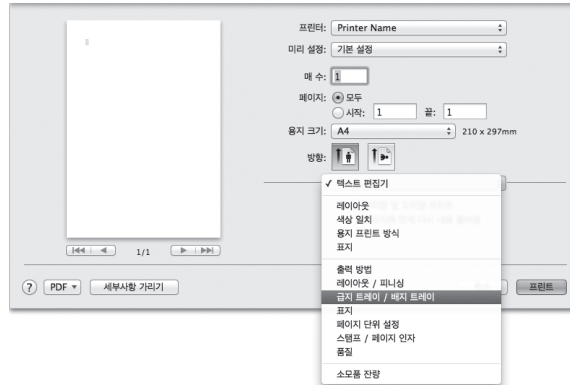 프린터: Printer Name
미리 설정: 기본 설정
매 수: 1
페이지: 모두
시작: 1 끝: 1
용지 크기: A4 210 x 297mm
방향:
✓ 텍스트 편집기
레이아웃
색상 일치
용지 프린트 방식
표지
출력 방법
레이아웃 / 피니싱
급지 트레이 / 배지 트레이
표지
페이지 단위 설정
스탬프 / 페이지 인자
품질
소모품 잔량
1/1
? PDF 세부사항 가리기 프린트